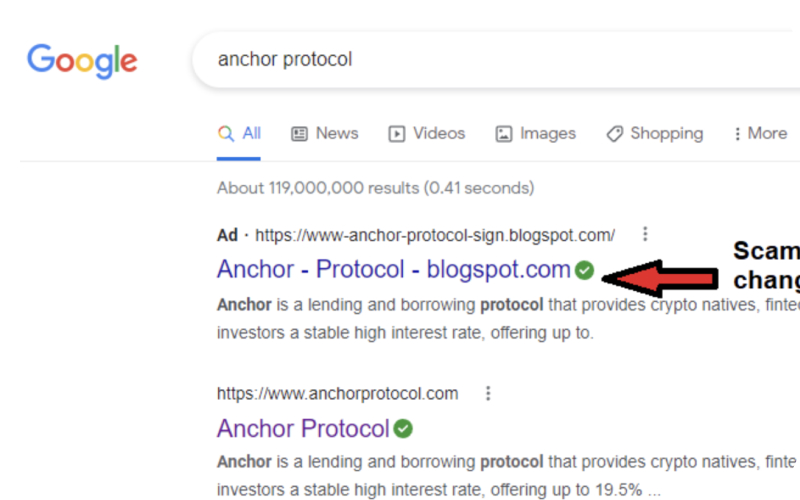 Google
anchor protocol
All News Videos Images Shopping More
About 119,000,000 results (0.41 seconds)
Ad · https://www-anchor-protocol-sign.blogspot.com/
Anchor - Protocol - blogspot.com
Scam
Anchor is a lending and borrowing protocol that provides crypto natives,
investors a stable high interest rate, offering up to.
https://www.anchorprotocol.com
Anchor Protocol
Anchor is a lending and borrowing protocol that provides crypto natives,
investors a stable high interest rate, offering up to 19.5% ...